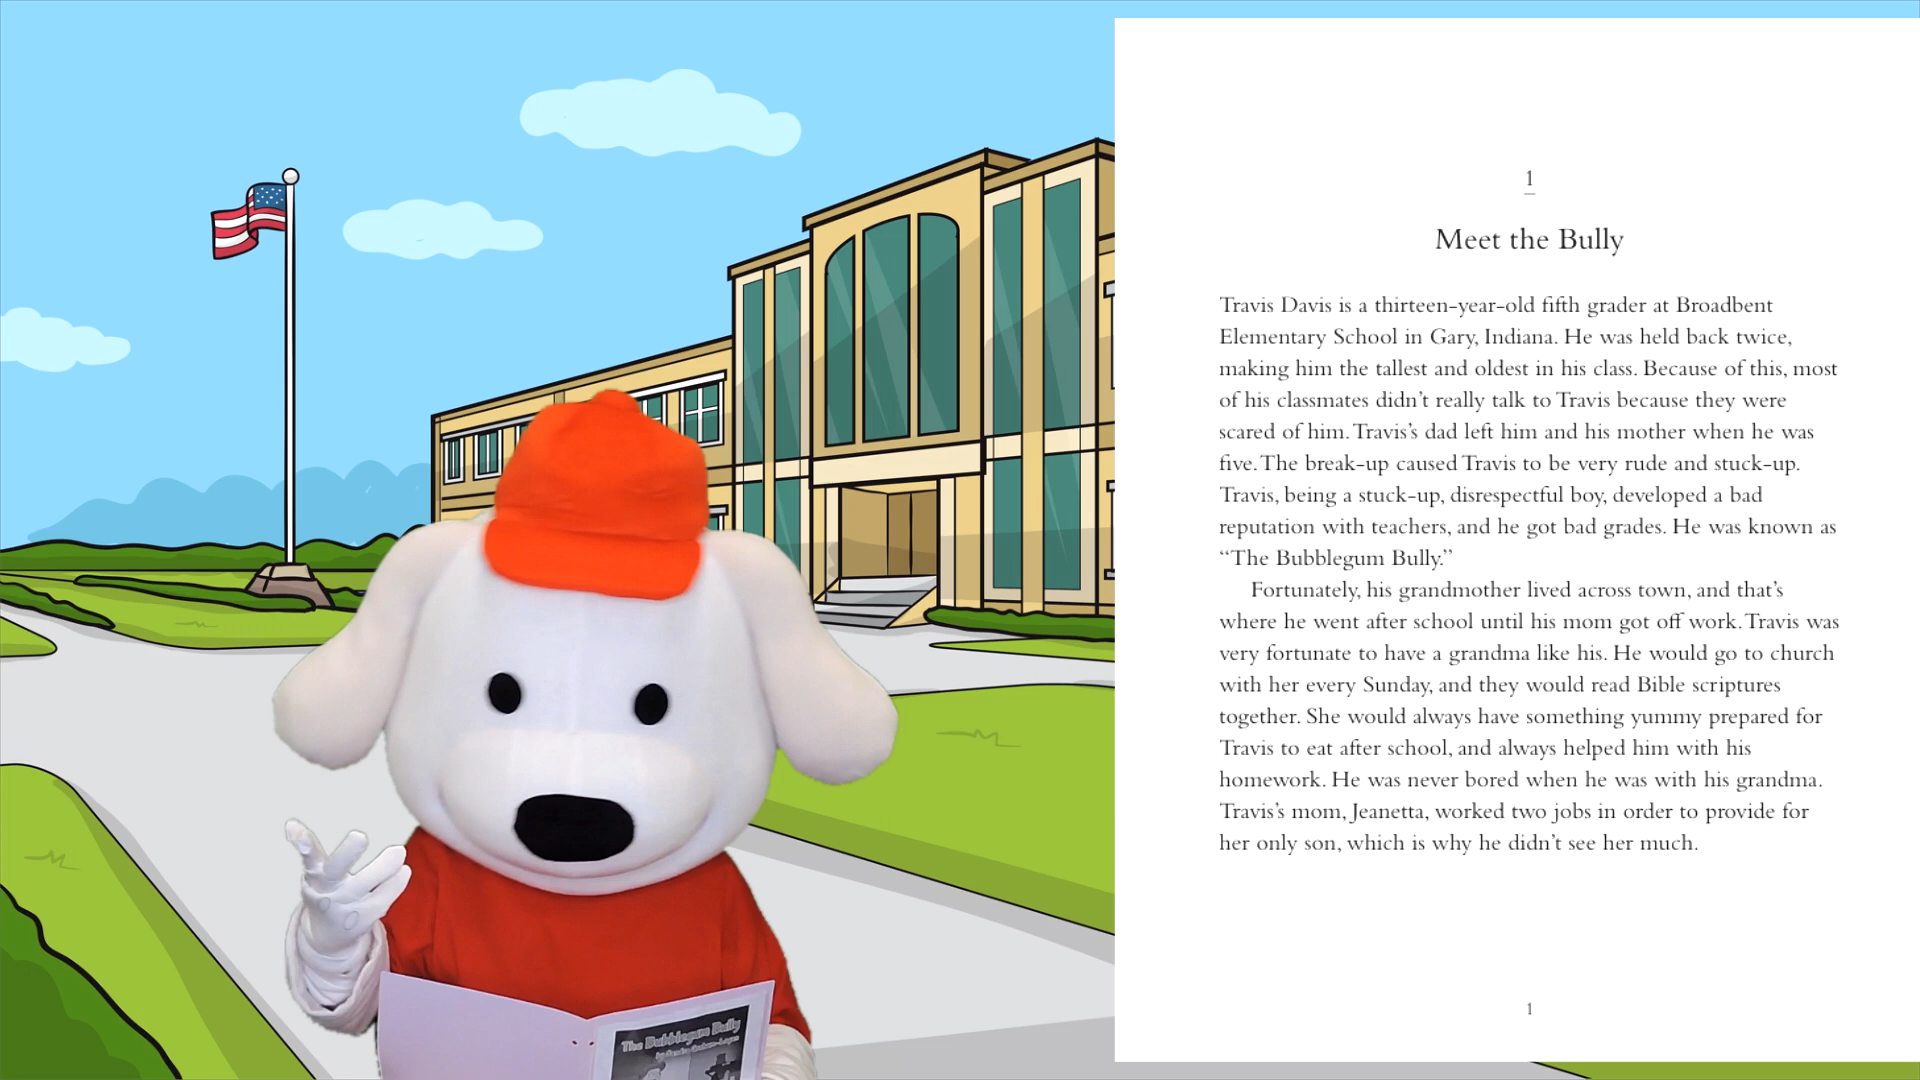 1
Meet the Bully
Travis Davis is a thirteen-year-old fifth grader at Broadbent
Elementary School in Gary, Indiana. He was held back twice,
making him the tallest and oldest in his class. Because of this, most
of his classmates didn't really talk to Travis because they were
scared of him. Travis's dad left him and his mother when he was
five. The break-up caused Travis to be very rude and stuck-up.
Travis, being a stuck-up, disrespectful boy, developed a bad
reputation with teachers, and he got bad grades. He was known as
“The Bubblegum Bully.”
Fortunately, his grandmother lived across town, and that's
where he went after school until his mom got off work. Travis was
very fortunate to have a grandma like his. He would go to church
with her every Sunday, and they would read Bible scriptures
together. She would always have something yummy prepared for
Travis to eat after school, and always helped him with his
homework. He was never bored when he was with his grandma.
Travis's mom, Jeanetta, worked two jobs in order to provide for
her only son, which is why he didn't see her much.
1
The Bubblegum Bully
by Sandra Graham-Logan